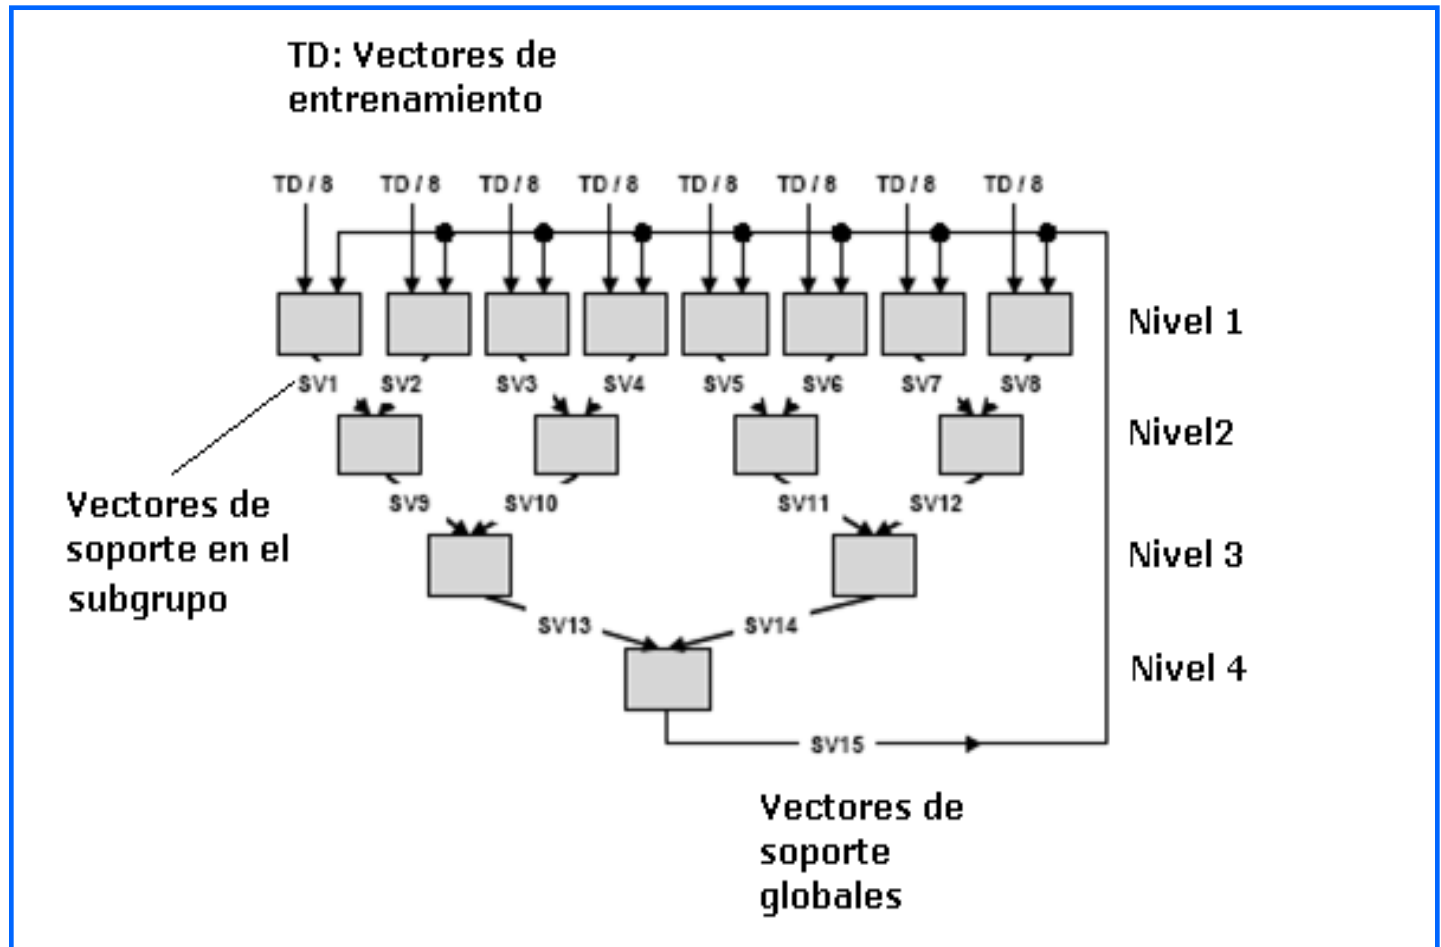 TD: Vectores de
entrenamiento
TD / 8 TD / 8 TD / 8 TD / 8 TD / 8 TD / 8 TD / 8 TD / 8
Nivel 1
SV1 SV2 SV3 SV4 SV5 SV6 SV7 SV8
Nivel2
Vectores de
soporte en el
subgrupo
SV9 SV10 SV11 SV12
Nivel 3
SV13 SV14
Nivel 4
SV15
Vectores de
soporte
globales